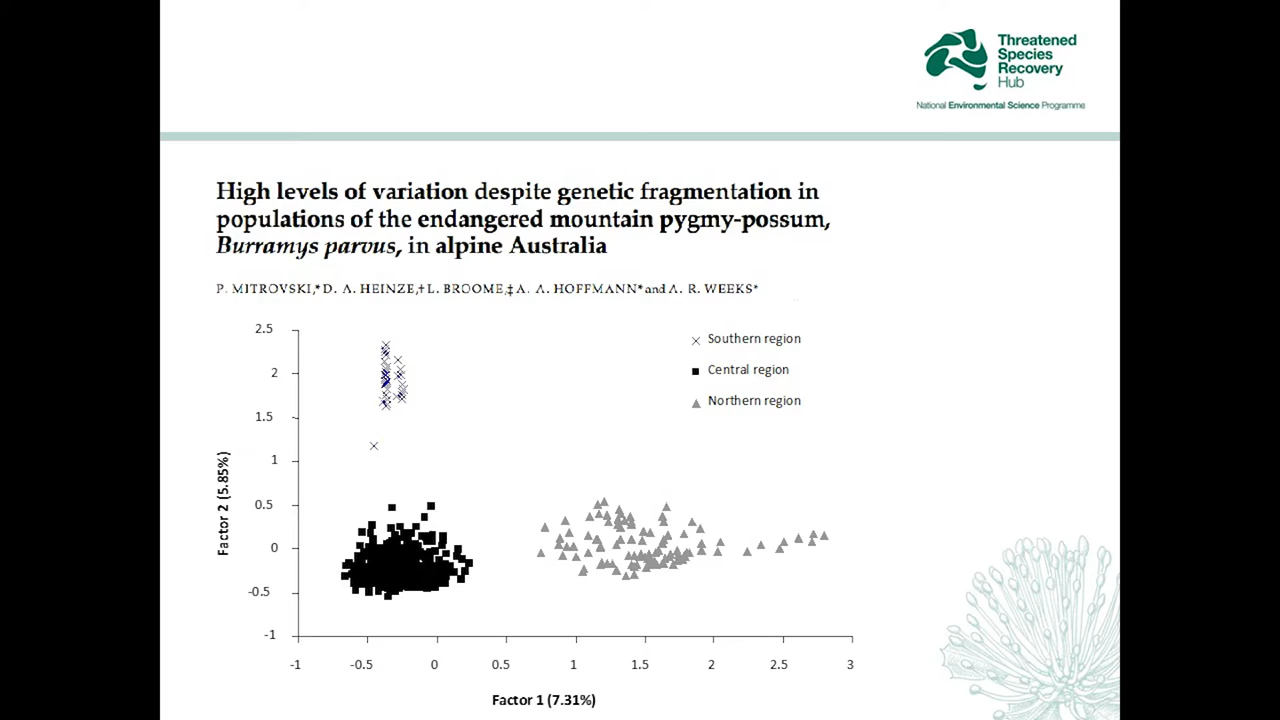 Threatened
Species
Recovery
Hub
National Environmental Science Programme
High levels of variation despite genetic fragmentation in
populations of the endangered mountain pygmy-possum,
Burramys parvus, in alpine Australia
P. MITROVSKI,* D. A. HEINZE,† L. BROOME,‡ A. A. HOFFMANN* and A. R. WEEKS*
Southern region
Central region
Northern region
2.5
2
1.5
1
0.5
0
-0.5
-1
Factor 2 (5.85%)
-1 -0.5 0 0.5 1 1.5 2 2.5 3
Factor 1 (7.31%)